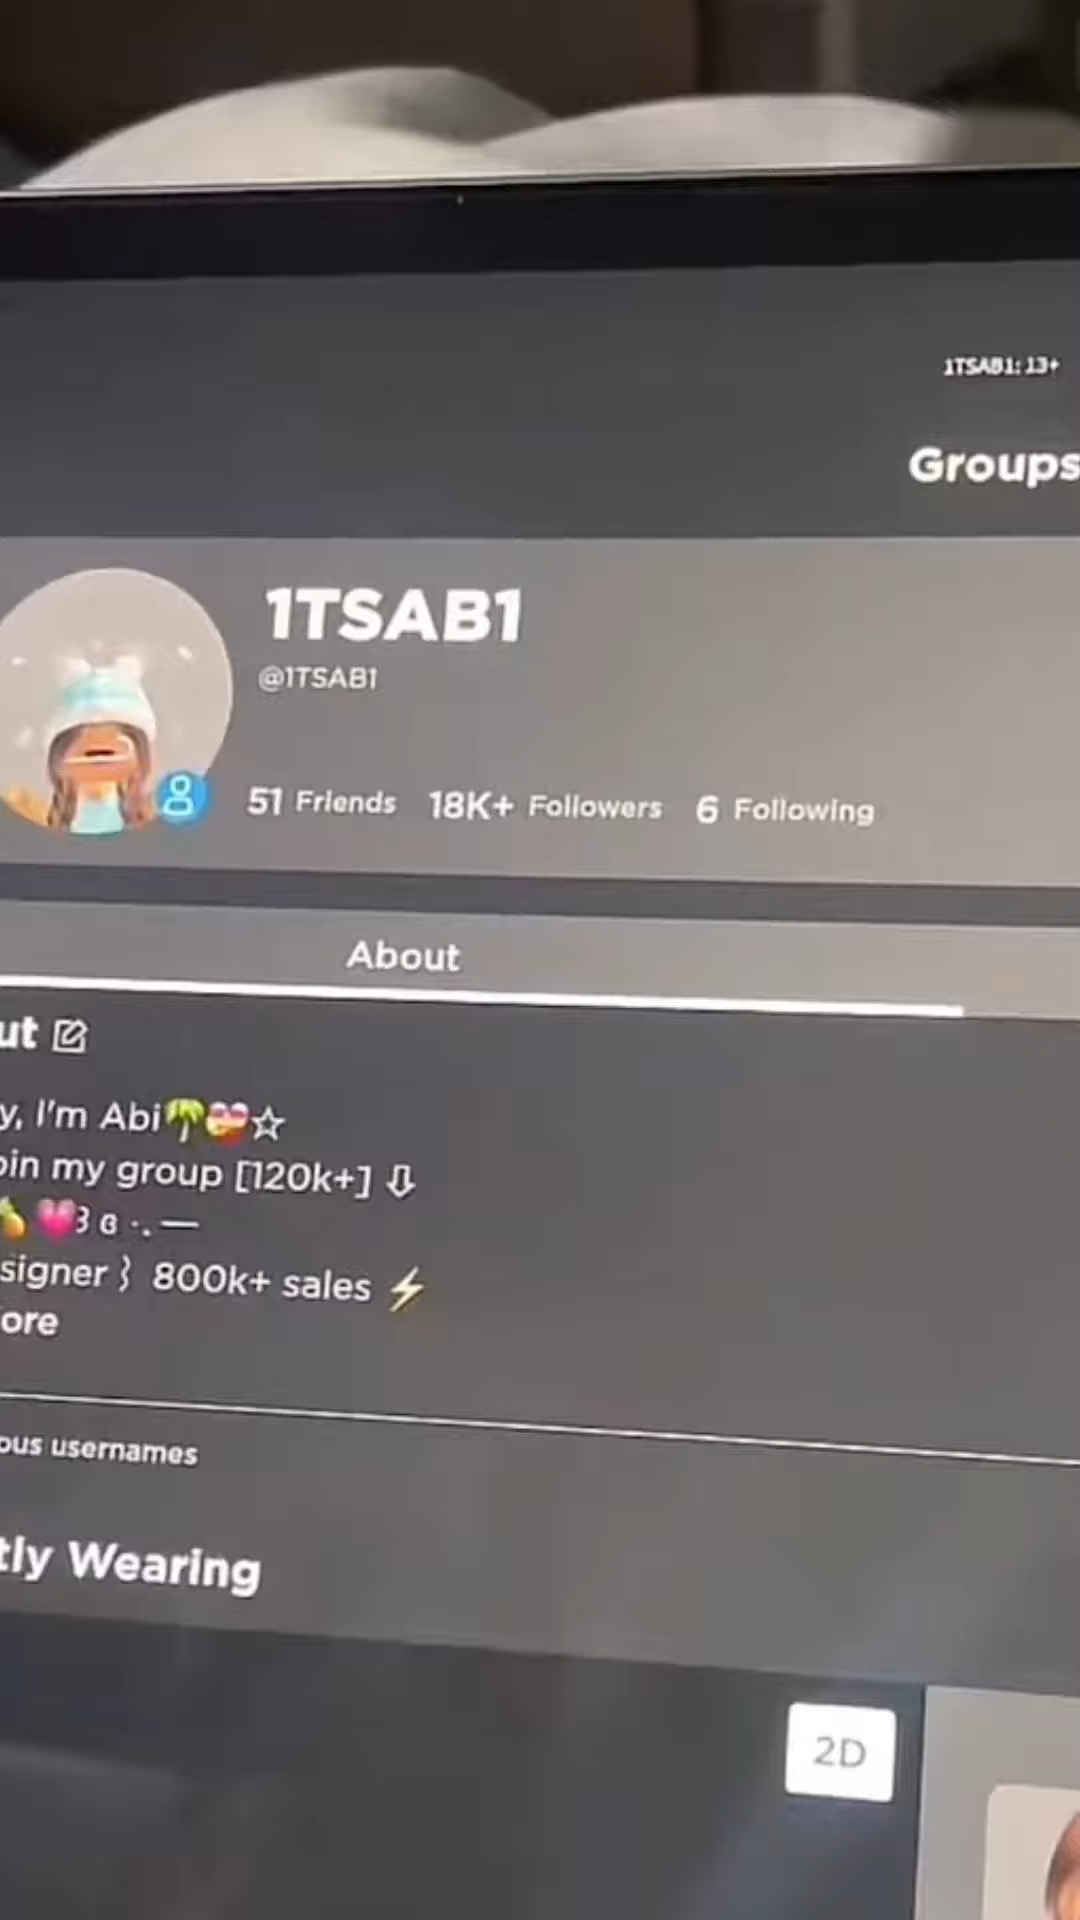 1TSAB1: 13+
Groups
1TSAB1
@1TSAB1
51 Friends 18K+ Followers 6 Following
About
ut
y, I'm Abi🌴💝☆
oin my group [120k+] ⇩
🍍 💗꒱ ɞ ·. —
signer ⌇ 800k+ sales ⚡
ore
ous usernames
tly Wearing
2D